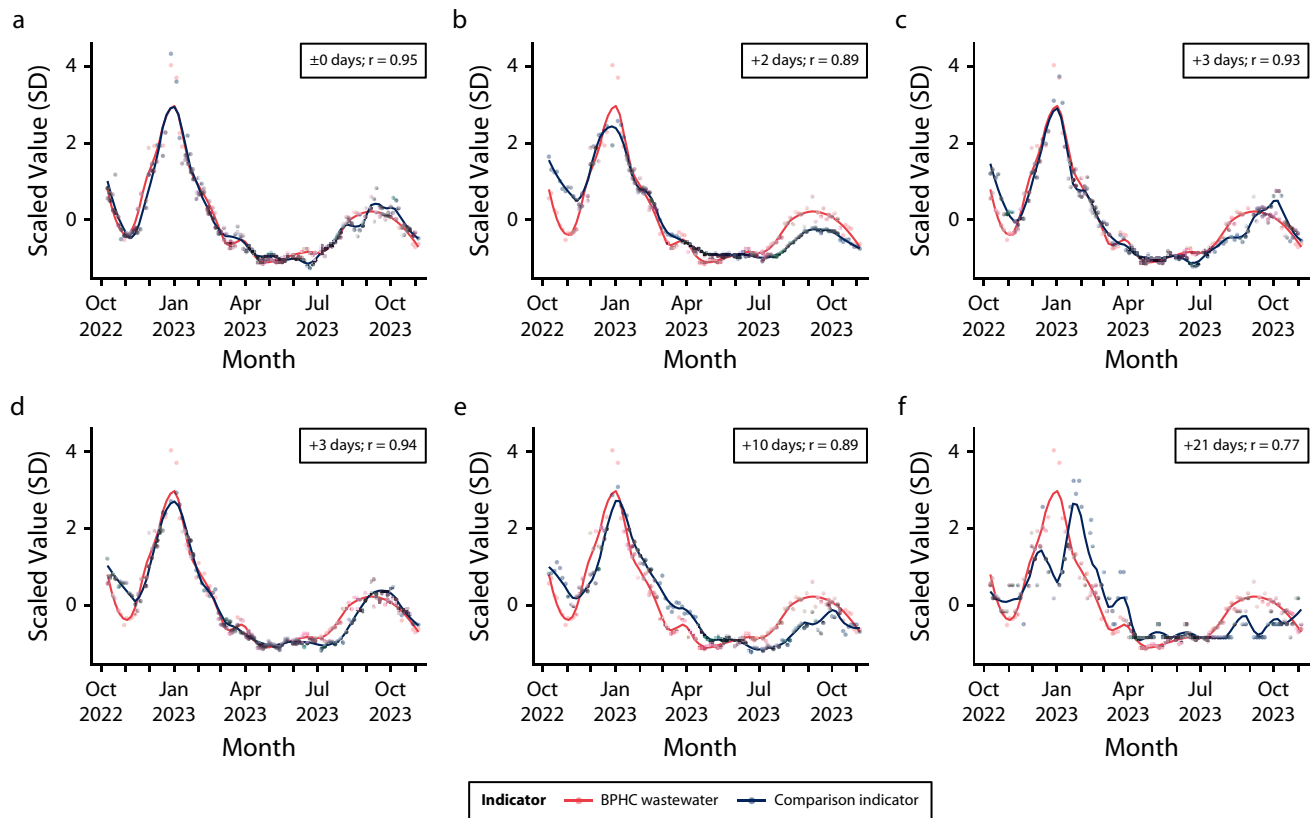 a
±0 days; r = 0.95
Scaled Value (SD)
4
2
0
Oct Jan Apr Jul Oct
2022 2023 2023 2023 2023
Month
b
+2 days; r = 0.89
Scaled Value (SD)
4
2
0
Oct Jan Apr Jul Oct
2022 2023 2023 2023 2023
Month
c
+3 days; r = 0.93
Scaled Value (SD)
4
2
0
Oct Jan Apr Jul Oct
2022 2023 2023 2023 2023
Month
d
+3 days; r = 0.94
Scaled Value (SD)
4
2
0
Oct Jan Apr Jul Oct
2022 2023 2023 2023 2023
Month
e
+10 days; r = 0.89
Scaled Value (SD)
4
2
0
Oct Jan Apr Jul Oct
2022 2023 2023 2023 2023
Month
f
+21 days; r = 0.77
Scaled Value (SD)
4
2
0
Oct Jan Apr Jul Oct
2022 2023 2023 2023 2023
Month
Indicator BPHC wastewater Comparison indicator